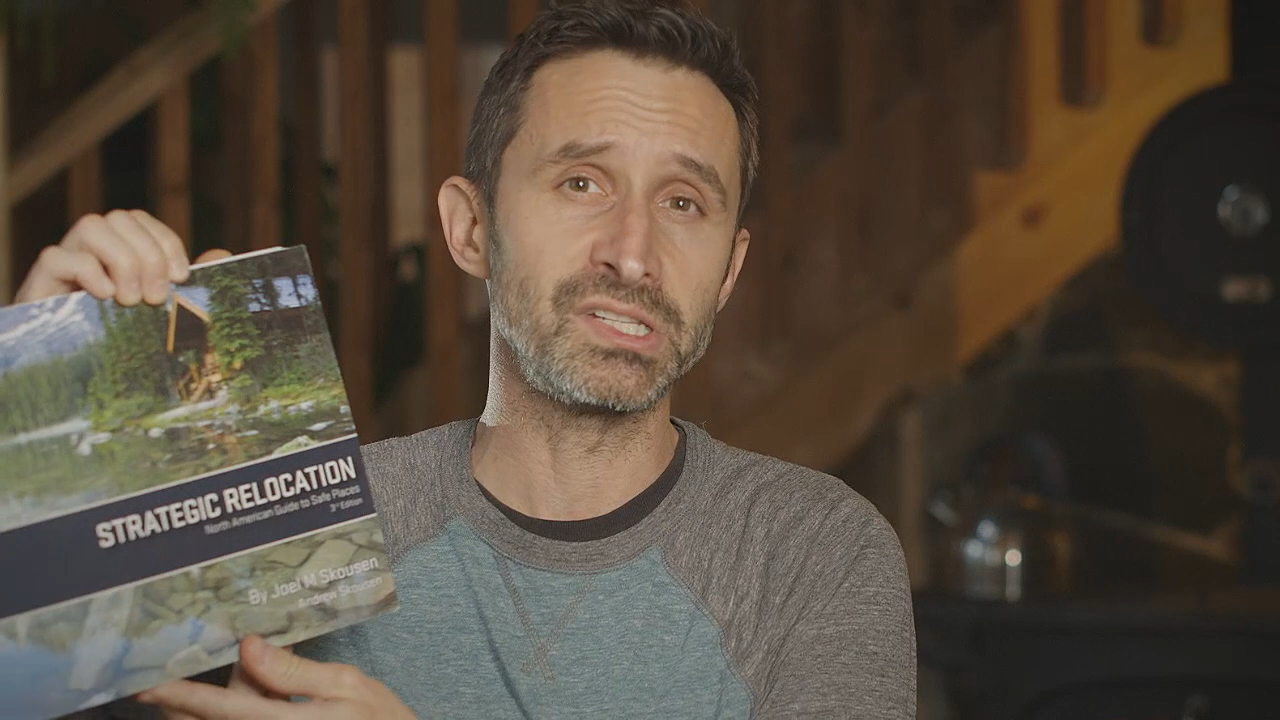 STRATEGIC RELOCATION
North American Guide to Safe Places
3rd Edition
By Joel M Skousen
Andrew Skousen